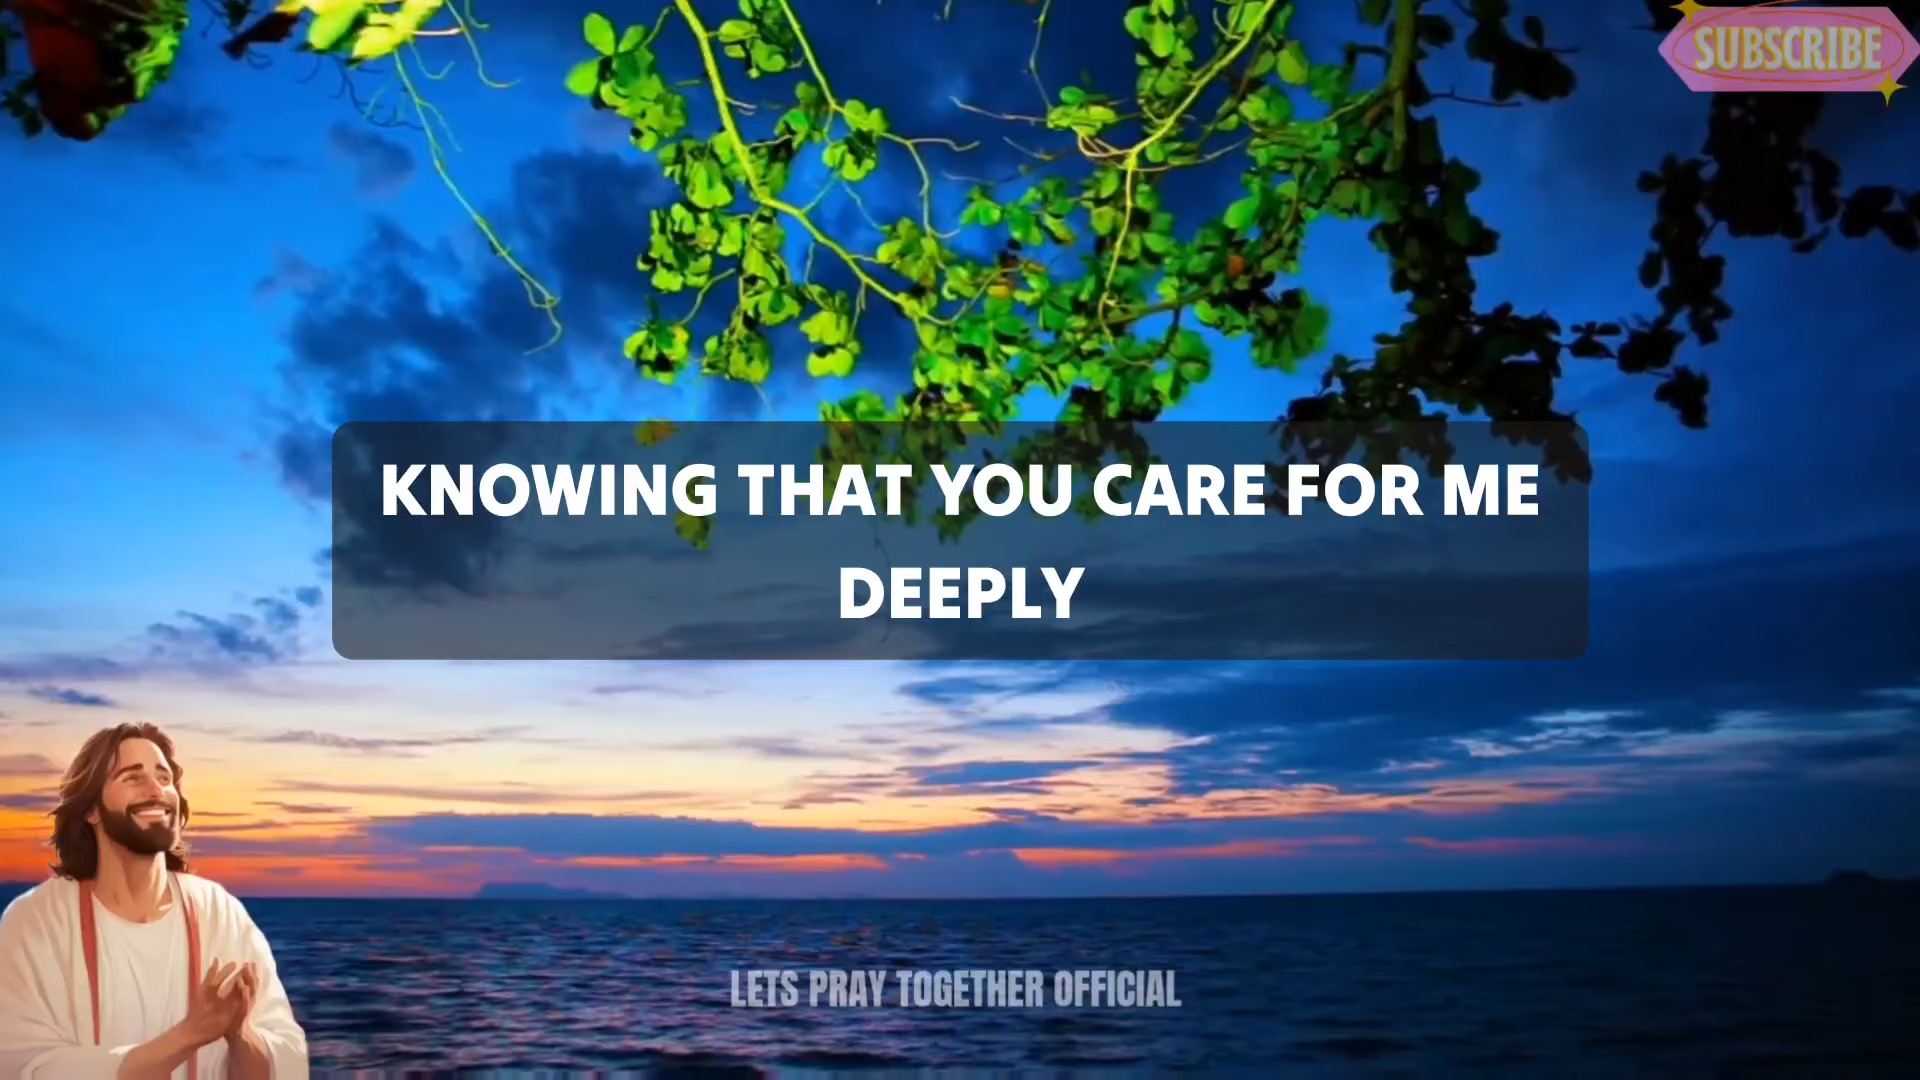 SUBSCRIBE
KNOWING THAT YOU CARE FOR ME
DEEPLY
LETS PRAY TOGETHER OFFICIAL